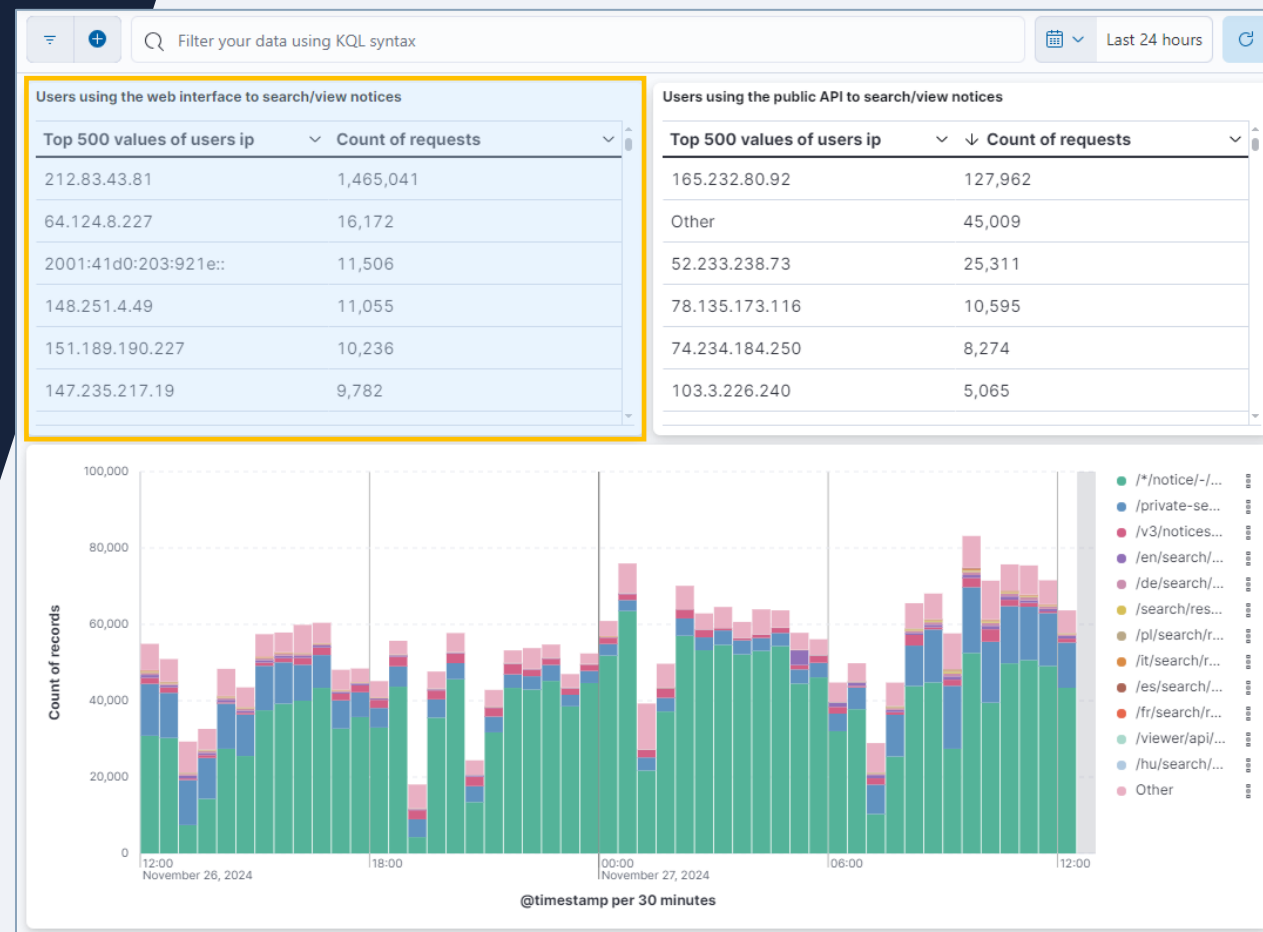 Filter your data using KQL syntax
Last 24 hours
Users using the web interface to search/view notices
Top 500 values of users ip Count of requests
212.83.43.81 1,465,041
64.124.8.227 16,172
2001:41d0:203:921e:: 11,506
148.251.4.49 11,055
151.189.190.227 10,236
147.235.217.19 9,782
Users using the public API to search/view notices
Top 500 values of users ip ↓ Count of requests
165.232.80.92 127,962
Other 45,009
52.233.238.73 25,311
78.135.173.116 10,595
74.234.184.250 8,274
103.3.226.240 5,065
100,000
80,000
60,000
40,000
20,000
0
Count of records
12:00
November 26, 2024
18:00
00:00
November 27, 2024
06:00
12:00
@timestamp per 30 minutes
/*/notice/-/...
/private-se...
/v3/notices...
/en/search/...
/de/search/...
/search/res...
/pl/search/r...
/it/search/r...
/es/search/...
/fr/search/r...
/viewer/api/...
/hu/search/...
Other